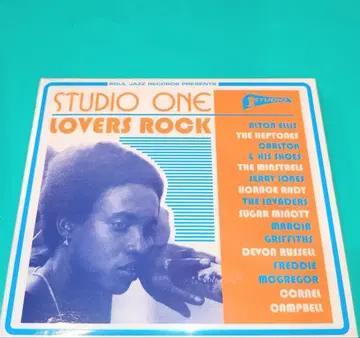 SOUL JAZZ RECORDS PRESENTS
STUDIO ONE
LOVERS ROCK
STUDIO
ALTON ELLIS
THE HEPTONES
CARLTON
& HIS SHOES
THE MINSTRELS
JERRY JONES
HORACE ANDY
THE INVADERS
SUGAR MINOTT
MARCIA
GRIFFITHS
DEVON RUSSELL
FREDDIE
MCGREGOR
CORNEL
CAMPBELL